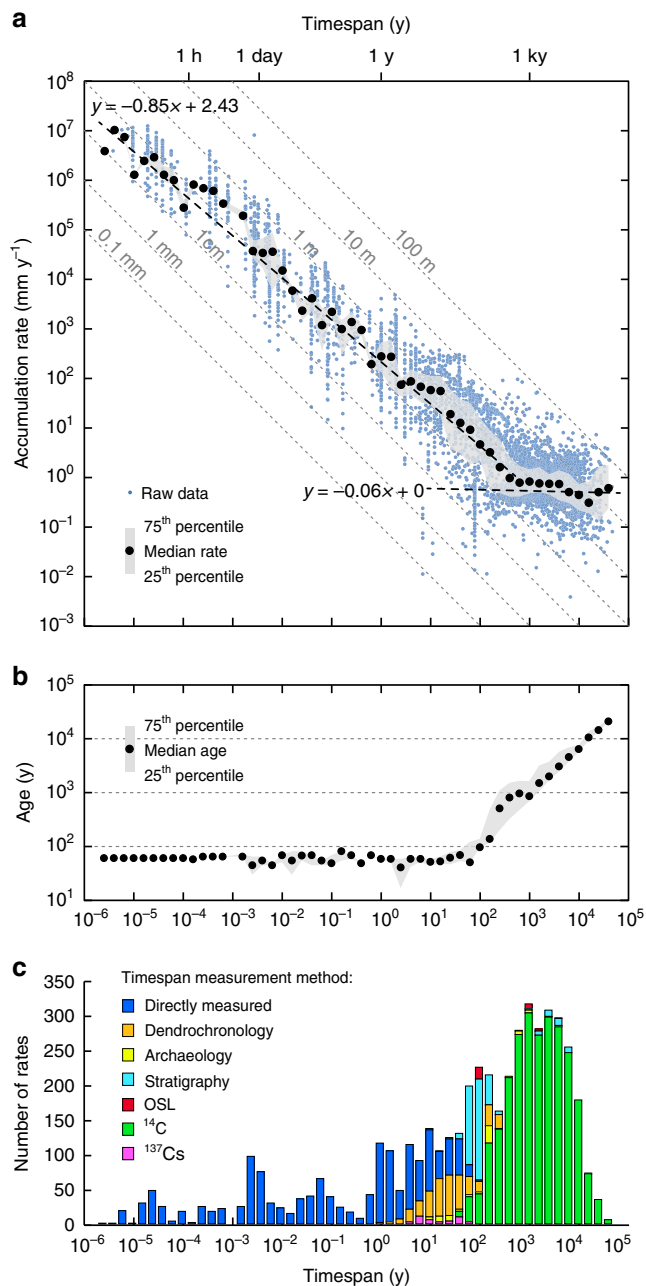 a
Timespan (y)
1 h 1 day 1 y 1 ky
Accumulation rate (mm y⁻¹)
10⁸
10⁷
10⁶
10⁵
10⁴
10³
10²
10¹
10⁰
10⁻¹
10⁻²
10⁻³
y = −0.85x + 2.43
0.1 mm 1 mm 1cm 1 m 10 m 100 m
y = −0.06x + 0
Raw data
75th percentile
Median rate
25th percentile
b
Age (y)
10⁵
10⁴
10³
10²
10¹
75th percentile
Median age
25th percentile
10⁻⁶ 10⁻⁵ 10⁻⁴ 10⁻³ 10⁻² 10⁻¹ 10⁰ 10¹ 10² 10³ 10⁴ 10⁵
c
Number of rates
350
300
250
200
150
100
50
0
Timespan measurement method:
Directly measured
Dendrochronology
Archaeology
Stratigraphy
OSL
¹⁴C
¹³⁷Cs
10⁻⁶ 10⁻⁵ 10⁻⁴ 10⁻³ 10⁻² 10⁻¹ 10⁰ 10¹ 10² 10³ 10⁴ 10⁵
Timespan (y)